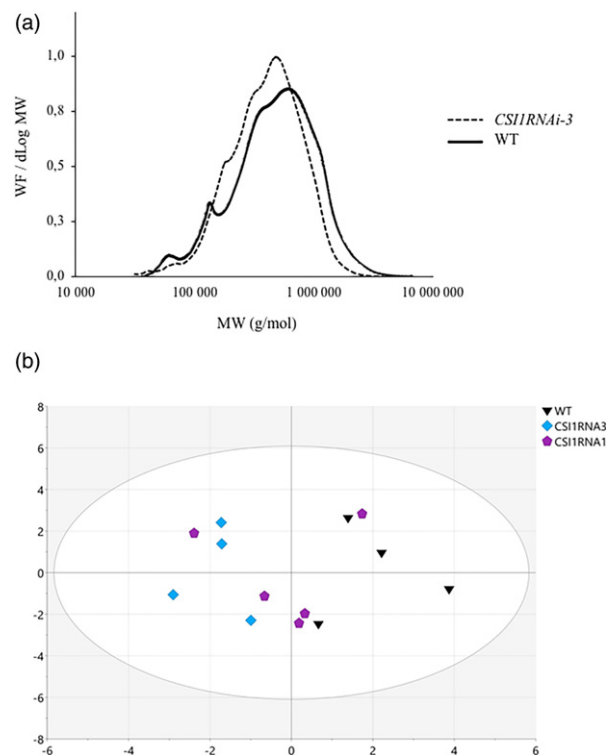 (a)
1,0
0,8
0,5
0,3
0,0
WF / dLog MW
10 000
100 000
1 000 000
10 000 000
MW (g/mol)
CSI1RNAi-3
WT
(b)
WT
CSI1RNA3
CSI1RNA1
8
6
4
2
0
-2
-4
-6
-8
-6
-4
-2
0
2
4
6